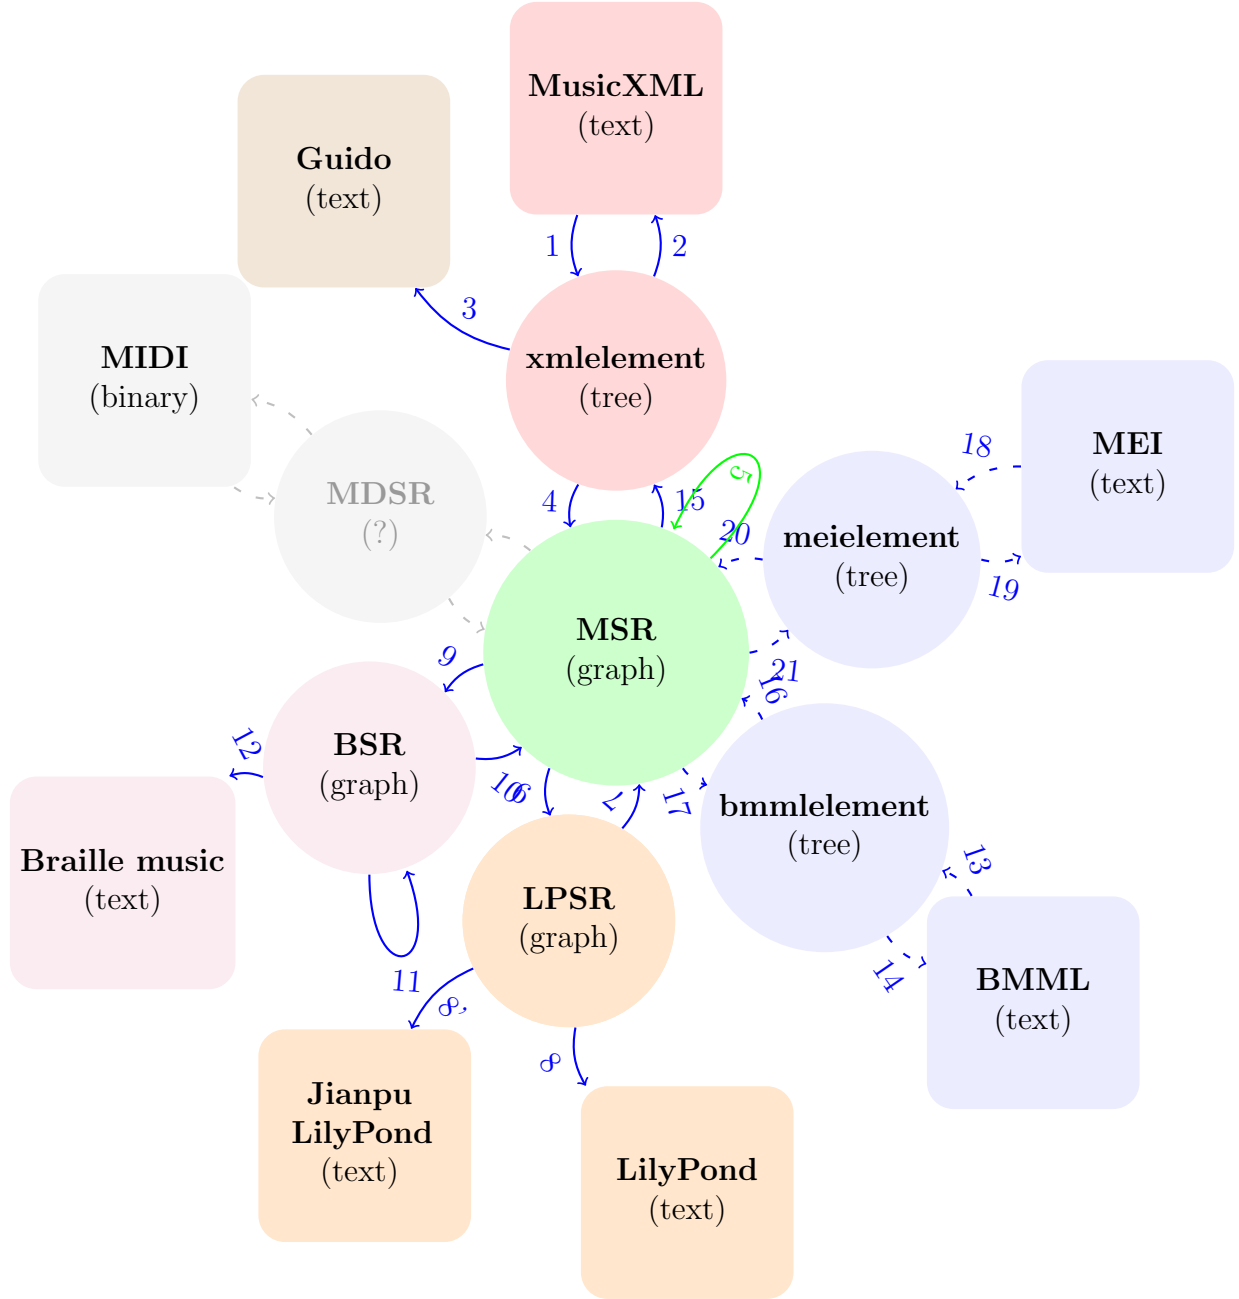 MusicXML
(text)
Guido
(text)
1
2
3
MIDI
(binary)
xmlelement
(tree)
MEI
(text)
18
MDSR
(?)
4
15
5
20
meielement
(tree)
19
MSR
(graph)
9
21
16
12
BSR
(graph)
10
6
7
17
bmmlelement
(tree)
13
Braille music
(text)
LPSR
(graph)
11
8'
14
BMML
(text)
8
Jianpu
LilyPond
(text)
LilyPond
(text)